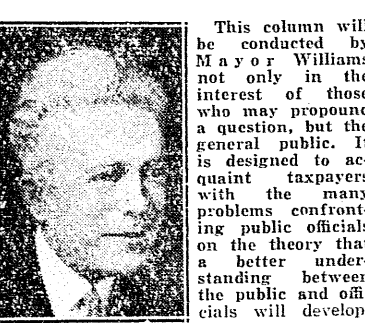 This column will
be conducted by
Mayor Williams
not only in the
interest of those
who may propound
a question, but the
general public. It
is designed to ac-
quaint taxpayers
with the many
problems confront-
ing public officials
on the theory that
a better under-
standing between
the public and offi-
cials will develop